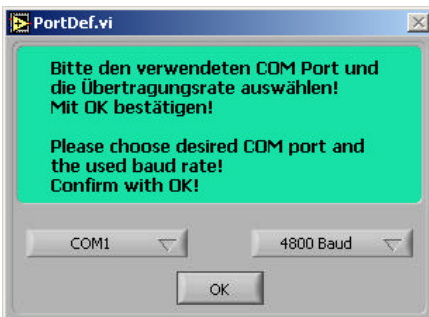 PortDef.vi
Bitte den verwendeten COM Port und
die Übertragungsrate auswählen!
Mit OK bestätigen!
Please choose desired COM port and
the used baud rate!
Confirm with OK!
COM1
4800 Baud
OK